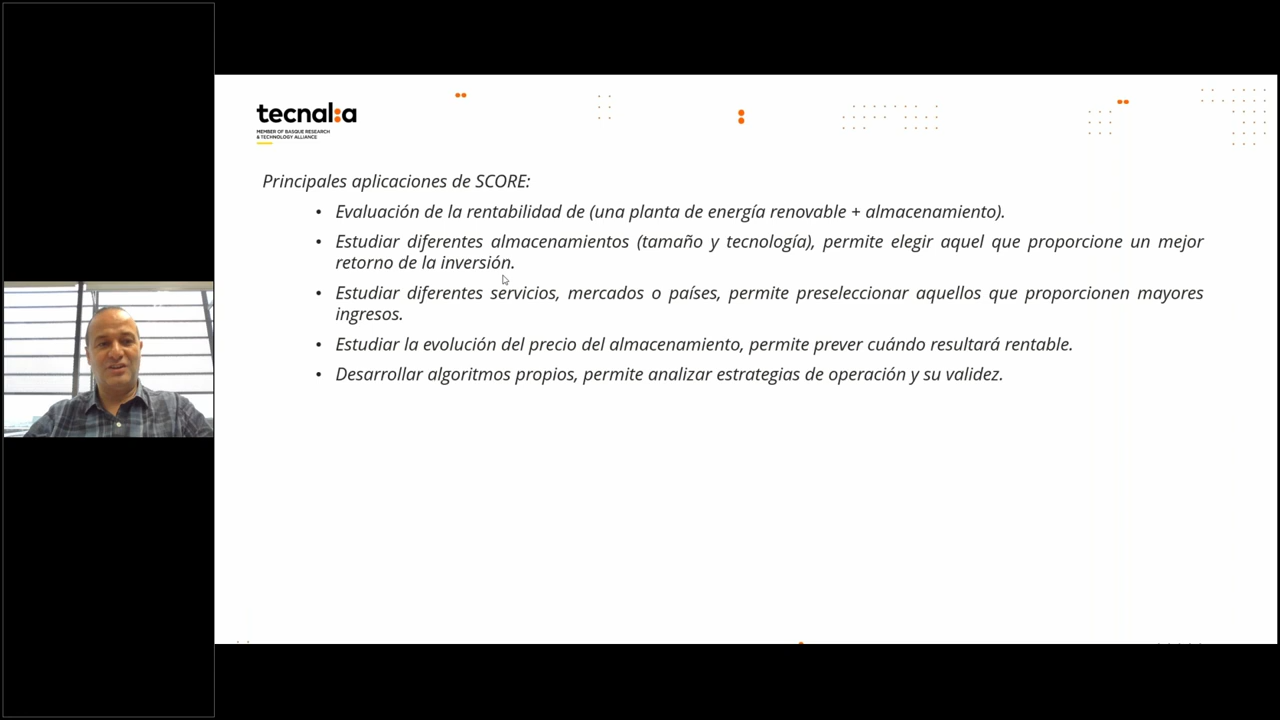 tecnal:a
MEMBER OF BASQUE RESEARCH
& TECHNOLOGY ALLIANCE
Principales aplicaciones de SCORE:
• Evaluación de la rentabilidad de (una planta de energía renovable + almacenamiento).
• Estudiar diferentes almacenamientos (tamaño y tecnología), permite elegir aquel que proporcione un mejor
retorno de la inversión.
• Estudiar diferentes servicios, mercados o países, permite preseleccionar aquellos que proporcionen mayores
ingresos.
• Estudiar la evolución del precio del almacenamiento, permite prever cuándo resultará rentable.
• Desarrollar algoritmos propios, permite analizar estrategias de operación y su validez.